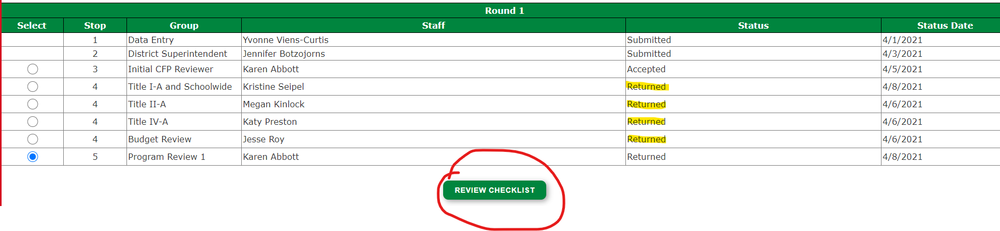 Round 1
Select Stop Group Staff Status Status Date
1 Data Entry Yvonne Viens-Curtis Submitted 4/1/2021
2 District Superintendent Jennifer Botzojorns Submitted 4/3/2021
3 Initial CFP Reviewer Karen Abbott Accepted 4/5/2021
4 Title I-A and Schoolwide Kristine Seipel Returned 4/8/2021
4 Title II-A Megan Kinlock Returned 4/6/2021
4 Title IV-A Katy Preston Returned 4/6/2021
4 Budget Review Jesse Roy Returned 4/6/2021
5 Program Review 1 Karen Abbott Returned 4/8/2021
REVIEW CHECKLIST